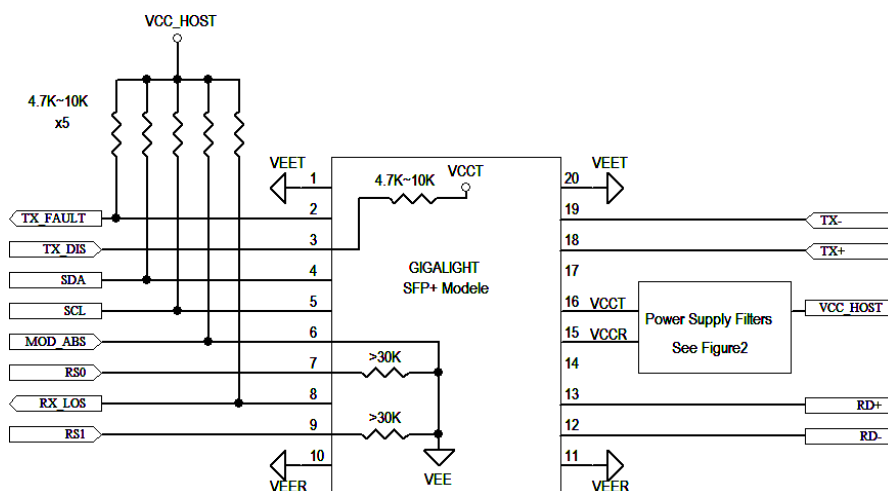 VCC_HOST
4.7K~10K
x5
VEET
1
4.7K~10K
VCCT
20
VEET
TX_FAULT
2
19
TX-
TX_DIS
3
18
TX+
SDA
4
GIGALIGHT
SFP+ Modele
17
SCL
5
16
VCCT
Power Supply Filters
See Figure2
VCC_HOST
MOD_ABS
6
15
VCCR
RS0
7
>30K
14
RX_LOS
8
13
RD+
RS1
9
>30K
12
RD-
10
VEER
VEE
11
VEER